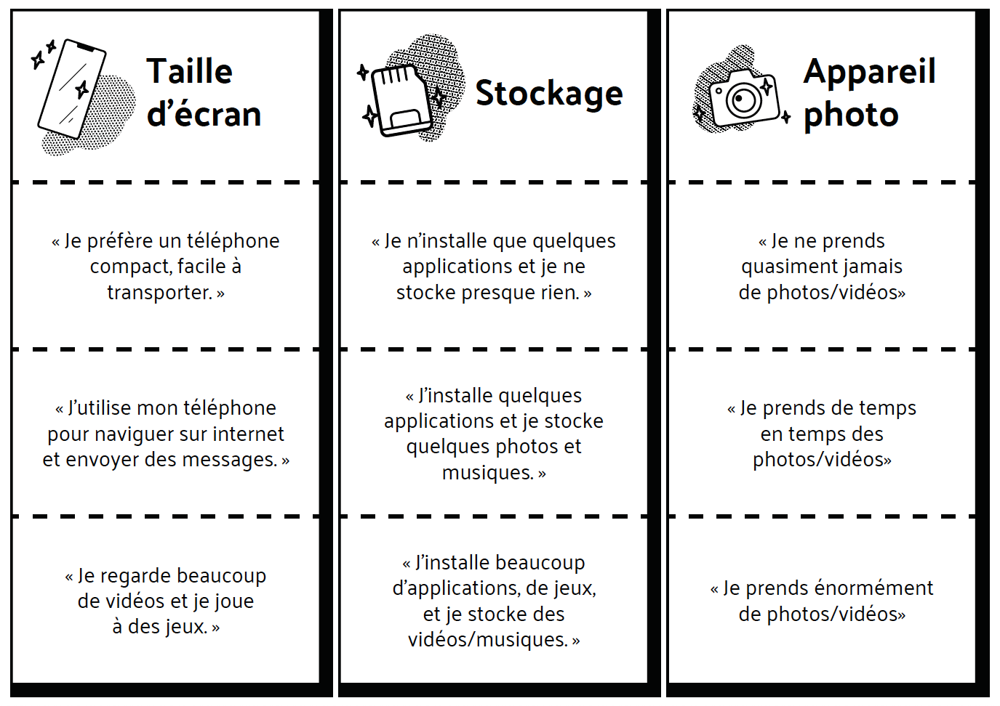 Taille
d’écran
« Je préfère un téléphone
compact, facile à
transporter. »
« J’utilise mon téléphone
pour naviguer sur internet
et envoyer des messages. »
« Je regarde beaucoup
de vidéos et je joue
à des jeux. »
Stockage
« Je n’installe que quelques
applications et je ne
stocke presque rien. »
« J’installe quelques
applications et je stocke
quelques photos et
musiques. »
« J’installe beaucoup
d’applications, de jeux,
et je stocke des
vidéos/musiques. »
Appareil
photo
« Je ne prends
quasiment jamais
de photos/vidéos»
« Je prends de temps
en temps des
photos/vidéos»
« Je prends énormément
de photos/vidéos»